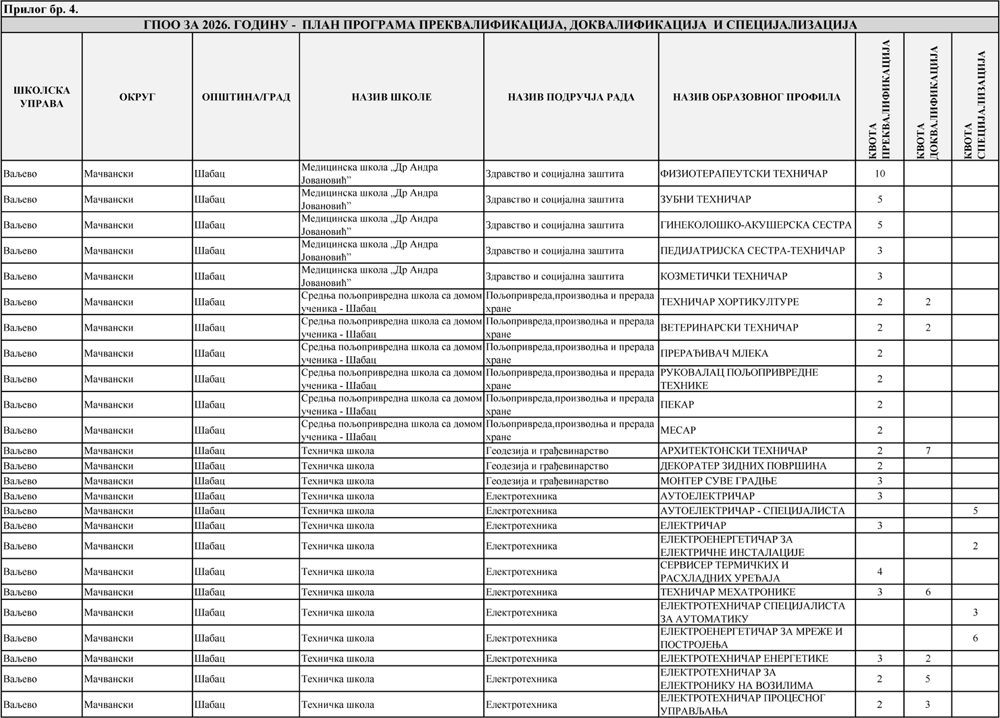 Прилог бр. 4.
ГПОО ЗА 2026. ГОДИНУ - ПЛАН ПРОГРАМА ПРЕКВАЛИФИКАЦИЈА, ДОКВАЛИФИКАЦИЈА И СПЕЦИЈАЛИЗАЦИЈА
ШКОЛСКА УПРАВА ОКРУГ ОПШТИНА/ГРАД НАЗИВ ШКОЛЕ НАЗИВ ПОДРУЧЈА РАДА НАЗИВ ОБРАЗОВНОГ ПРОФИЛА КВОТА ПРЕКВАЛИФИКАЦИЈА КВОТА ДОКВАЛИФИКАЦИЈА КВОТА СПЕЦИЈАЛИЗАЦИЈА
Ваљево Мачвански Шабац Медицинска школа „Др Андра Јовановић” Здравство и социјална заштита ФИЗИОТЕРАПЕУТСКИ ТЕХНИЧАР 10
Ваљево Мачвански Шабац Медицинска школа „Др Андра Јовановић” Здравство и социјална заштита ЗУБНИ ТЕХНИЧАР 5
Ваљево Мачвански Шабац Медицинска школа „Др Андра Јовановић” Здравство и социјална заштита ГИНЕКОЛОШКО-АКУШЕРСКА СЕСТРА 5
Ваљево Мачвански Шабац Медицинска школа „Др Андра Јовановић” Здравство и социјална заштита ПЕДИЈАТРИЈСКА СЕСТРА-ТЕХНИЧАР 3
Ваљево Мачвански Шабац Медицинска школа „Др Андра Јовановић” Здравство и социјална заштита КОЗМЕТИЧКИ ТЕХНИЧАР 3
Ваљево Мачвански Шабац Средња пољопривредна школа са домом ученика - Шабац Пољопривреда,производња и прерада хране ТЕХНИЧАР ХОРТИКУЛТУРЕ 2 2
Ваљево Мачвански Шабац Средња пољопривредна школа са домом ученика - Шабац Пољопривреда,производња и прерада хране ВЕТЕРИНАРСКИ ТЕХНИЧАР 2 2
Ваљево Мачвански Шабац Средња пољопривредна школа са домом ученика - Шабац Пољопривреда,производња и прерада хране ПРЕРАЂИВАЧ МЛЕКА 2
Ваљево Мачвански Шабац Средња пољопривредна школа са домом ученика - Шабац Пољопривреда,производња и прерада хране РУКОВАЛАЦ ПОЉОПРИВРЕДНЕ ТЕХНИКЕ 2
Ваљево Мачвански Шабац Средња пољопривредна школа са домом ученика - Шабац Пољопривреда,производња и прерада хране ПЕКАР 2
Ваљево Мачвански Шабац Средња пољопривредна школа са домом ученика - Шабац Пољопривреда,производња и прерада хране МЕСАР 2
Ваљево Мачвански Шабац Техничка школа Геодезија и грађевинарство АРХИТЕКТОНСКИ ТЕХНИЧАР 2 7
Ваљево Мачвански Шабац Техничка школа Геодезија и грађевинарство ДЕКОРАТЕР ЗИДНИХ ПОВРШИНА 2
Ваљево Мачвански Шабац Техничка школа Геодезија и грађевинарство МОНТЕР СУВЕ ГРАДЊЕ 3
Ваљево Мачвански Шабац Техничка школа Електротехника АУТОЕЛЕКТРИЧАР 3
Ваљево Мачвански Шабац Техничка школа Електротехника АУТОЕЛЕКТРИЧАР - СПЕЦИЈАЛИСТА 5
Ваљево Мачвански Шабац Техничка школа Електротехника ЕЛЕКТРИЧАР 3
Ваљево Мачвански Шабац Техничка школа Електротехника ЕЛЕКТРОЕНЕРГЕТИЧАР ЗА ЕЛЕКТРИЧНЕ ИНСТАЛАЦИЈЕ 2
Ваљево Мачвански Шабац Техничка школа Електротехника СЕРВИСЕР ТЕРМИЧКИХ И РАСХЛАДНИХ УРЕЂАЈА 4
Ваљево Мачвански Шабац Техничка школа Електротехника ТЕХНИЧАР МЕХАТРОНИКЕ 3 6
Ваљево Мачвански Шабац Техничка школа Електротехника ЕЛЕКТРОТЕХНИЧАР СПЕЦИЈАЛИСТА ЗА АУТОМАТИКУ 3
Ваљево Мачвански Шабац Техничка школа Електротехника ЕЛЕКТРОЕНЕРГЕТИЧАР ЗА МРЕЖЕ И ПОСТРОЈЕЊА 6
Ваљево Мачвански Шабац Техничка школа Електротехника ЕЛЕКТРОТЕХНИЧАР ЕНЕРГЕТИКЕ 3 2
Ваљево Мачвански Шабац Техничка школа Електротехника ЕЛЕКТРОТЕХНИЧАР ЗА ЕЛЕКТРОНИКУ НА ВОЗИЛИМА 2 5
Ваљево Мачвански Шабац Техничка школа Електротехника ЕЛЕКТРОТЕХНИЧАР ПРОЦЕСНОГ УПРАВЉАЊА 2 3